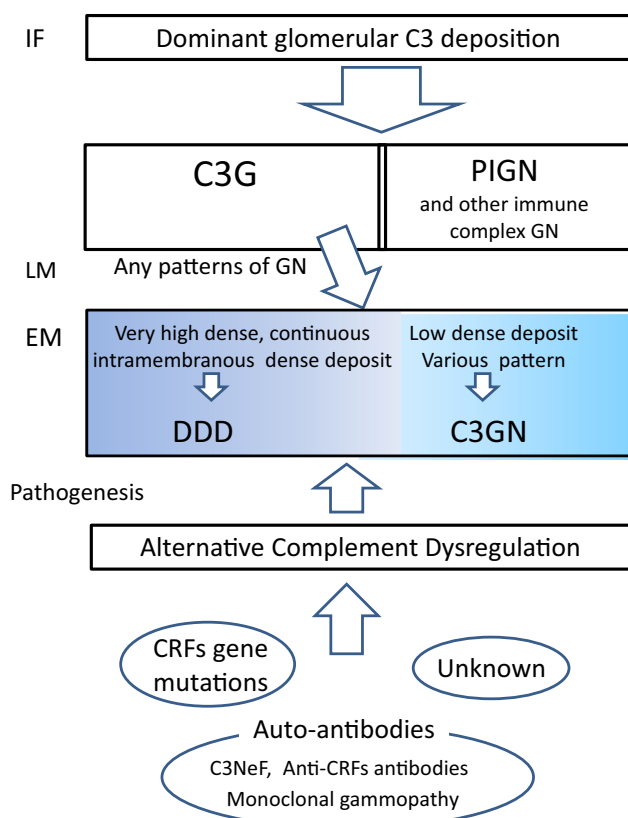 IF
Dominant glomerular C3 deposition
C3G
PIGN
and other immune
complex GN
LM
Any patterns of GN
EM
Very high dense, continuous
intramembranous dense deposit
DDD
Low dense deposit
Various pattern
C3GN
Pathogenesis
Alternative Complement Dysregulation
CRFs gene
mutations
Unknown
Auto-antibodies
C3NeF, Anti-CRFs antibodies
Monoclonal gammopathy